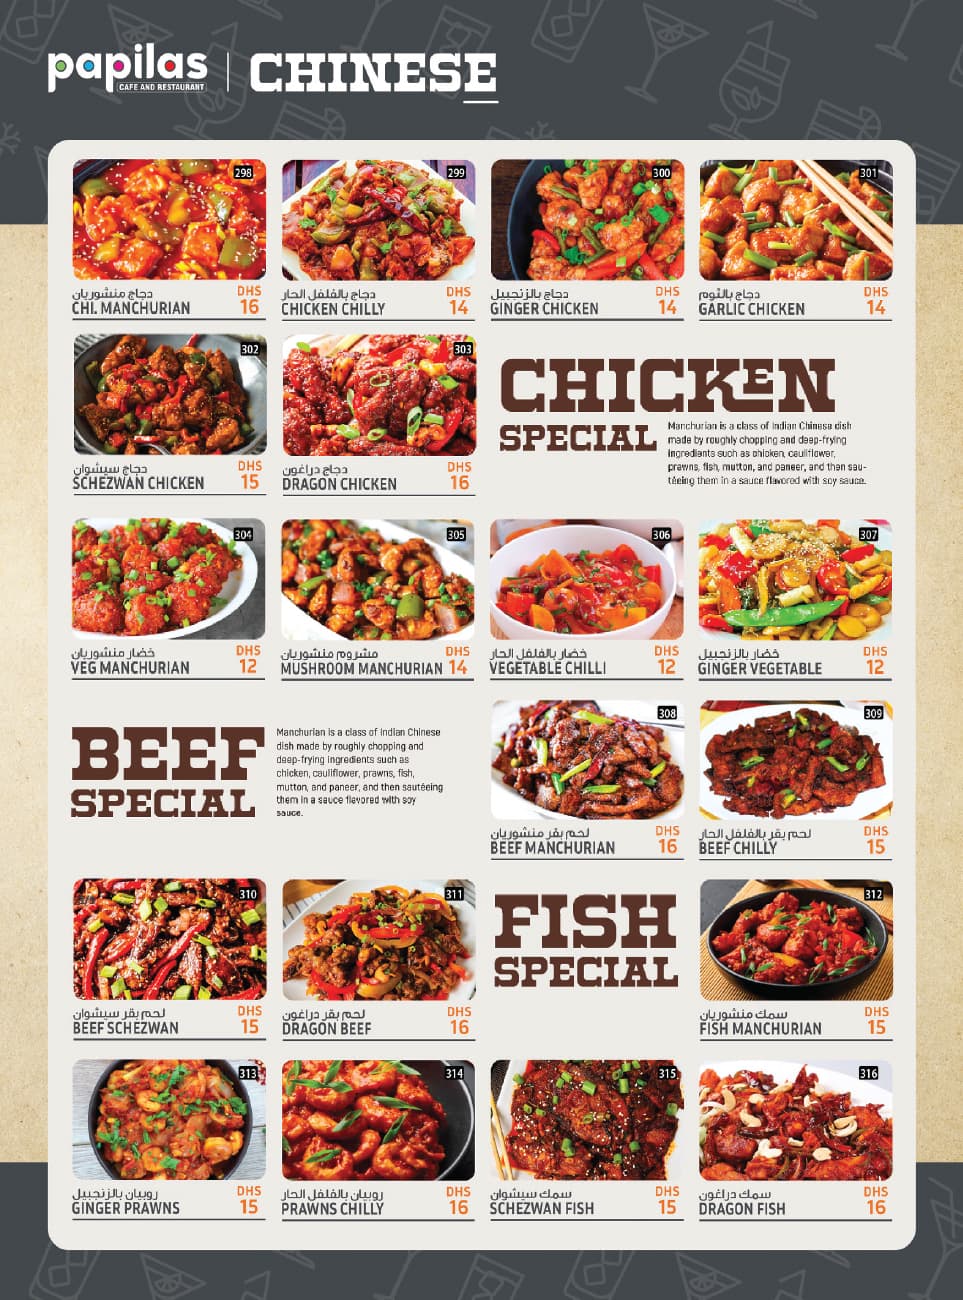 papilas
CAFE AND RESTAURANT
CHINESE
298
دجاج منشوريان
CHI. MANCHURIAN
DHS
16
299
دجاج بالفلفل الحار
CHICKEN CHILLY
DHS
14
300
دجاج بالزنجبيل
GINGER CHICKEN
DHS
14
301
دجاج بالثوم
GARLIC CHICKEN
DHS
14
302
دجاج سيشوان
SCHEZWAN CHICKEN
DHS
15
303
دجاج دراغون
DRAGON CHICKEN
DHS
16
CHICKEN
SPECIAL
Manchurian is a class of Indian Chinese dish
made by roughly chopping and deep-frying
ingredients such as chicken, cauliflower,
prawns, fish, mutton, and paneer, and then sau-
téeing them in a sauce flavored with soy sauce.
304
خضار منشوريان
VEG MANCHURIAN
DHS
12
305
مشروم منشوريان
MUSHROOM MANCHURIAN
DHS
14
306
خضار بالفلفل الحار
VEGETABLE CHILLI
DHS
12
307
خضار بالزنجبيل
GINGER VEGETABLE
DHS
12
BEEF
SPECIAL
Manchurian is a class of Indian Chinese
dish made by roughly chopping and
deep-frying ingredients such as
chicken, cauliflower, prawns, fish,
mutton, and paneer, and then sautéeing
them in a sauce flavored with soy
sauce.
308
لحم بقر منشوريان
BEEF MANCHURIAN
DHS
16
309
لحم بقر بالفلفل الحار
BEEF CHILLY
DHS
15
310
لحم بقر سيشوان
BEEF SCHEZWAN
DHS
15
311
لحم بقر دراغون
DRAGON BEEF
DHS
16
FISH
SPECIAL
312
سمك منشوريان
FISH MANCHURIAN
DHS
15
313
روبيان بالزنجبيل
GINGER PRAWNS
DHS
15
314
روبيان بالفلفل الحار
PRAWNS CHILLY
DHS
16
315
سمك سيشوان
SCHEZWAN FISH
DHS
15
316
سمك دراغون
DRAGON FISH
DHS
16